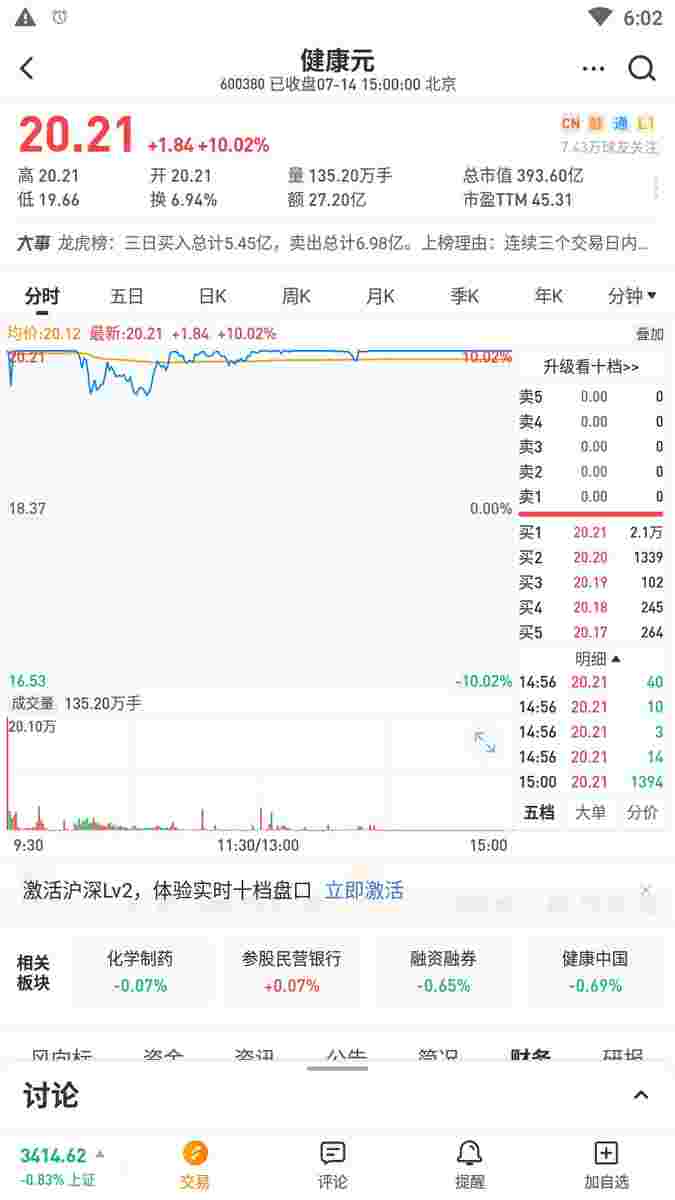 6:02
健康元
600380 已收盘07-14 15:00:00 北京
20.21 +1.84 +10.02%
CN 融 通 L1
7.43万球友关注
高 20.21 开 20.21 量 135.20万手 总市值 393.60亿
低 19.66 换 6.94% 额 27.20亿 市盈TTM 45.31
大事 龙虎榜：三日买入总计5.45亿，卖出总计6.98亿。上榜理由：连续三个交易日内...
分时 五日 日K 周K 月K 季K 年K 分钟
均价:20.12 最新:20.21 +1.84 +10.02% 叠加
20.21 10.02%
18.37 0.00%
16.53 -10.02%
升级看十档>>
卖5 0.00 0
卖4 0.00 0
卖3 0.00 0
卖2 0.00 0
卖1 0.00 0
买1 20.21 2.1万
买2 20.20 1339
买3 20.19 102
买4 20.18 245
买5 20.17 264
明细
14:56 20.21 40
14:56 20.21 10
14:56 20.21 3
14:56 20.21 14
15:00 20.21 1394
五档 大单 分价
成交量 135.20万手
20.10万
9:30 11:30/13:00 15:00
激活沪深Lv2，体验实时十档盘口 立即激活
相关板块
化学制药 参股民营银行 融资融券 健康中国
-0.07% +0.07% -0.65% -0.69%
风向标 资金 资讯 公告 简况 财务 研报
讨论
3414.62
-0.83% 上证
交易 评论 提醒 加自选